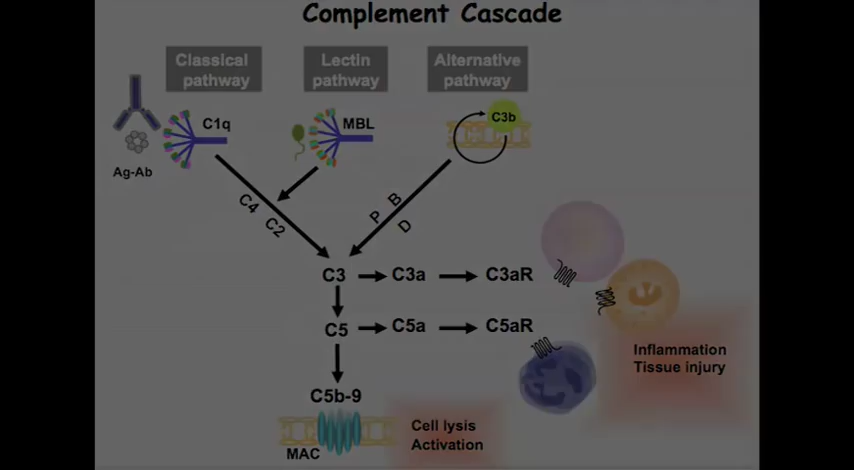 Complement Cascade
Classical
pathway
Lectin
pathway
Alternative
pathway
C1q
MBL
C3b
Ag-Ab
C4
C2
P B
D
C3
C3a
C3aR
C5
C5a
C5aR
Inflammation
Tissue injury
C5b-9
Cell lysis
Activation
MAC